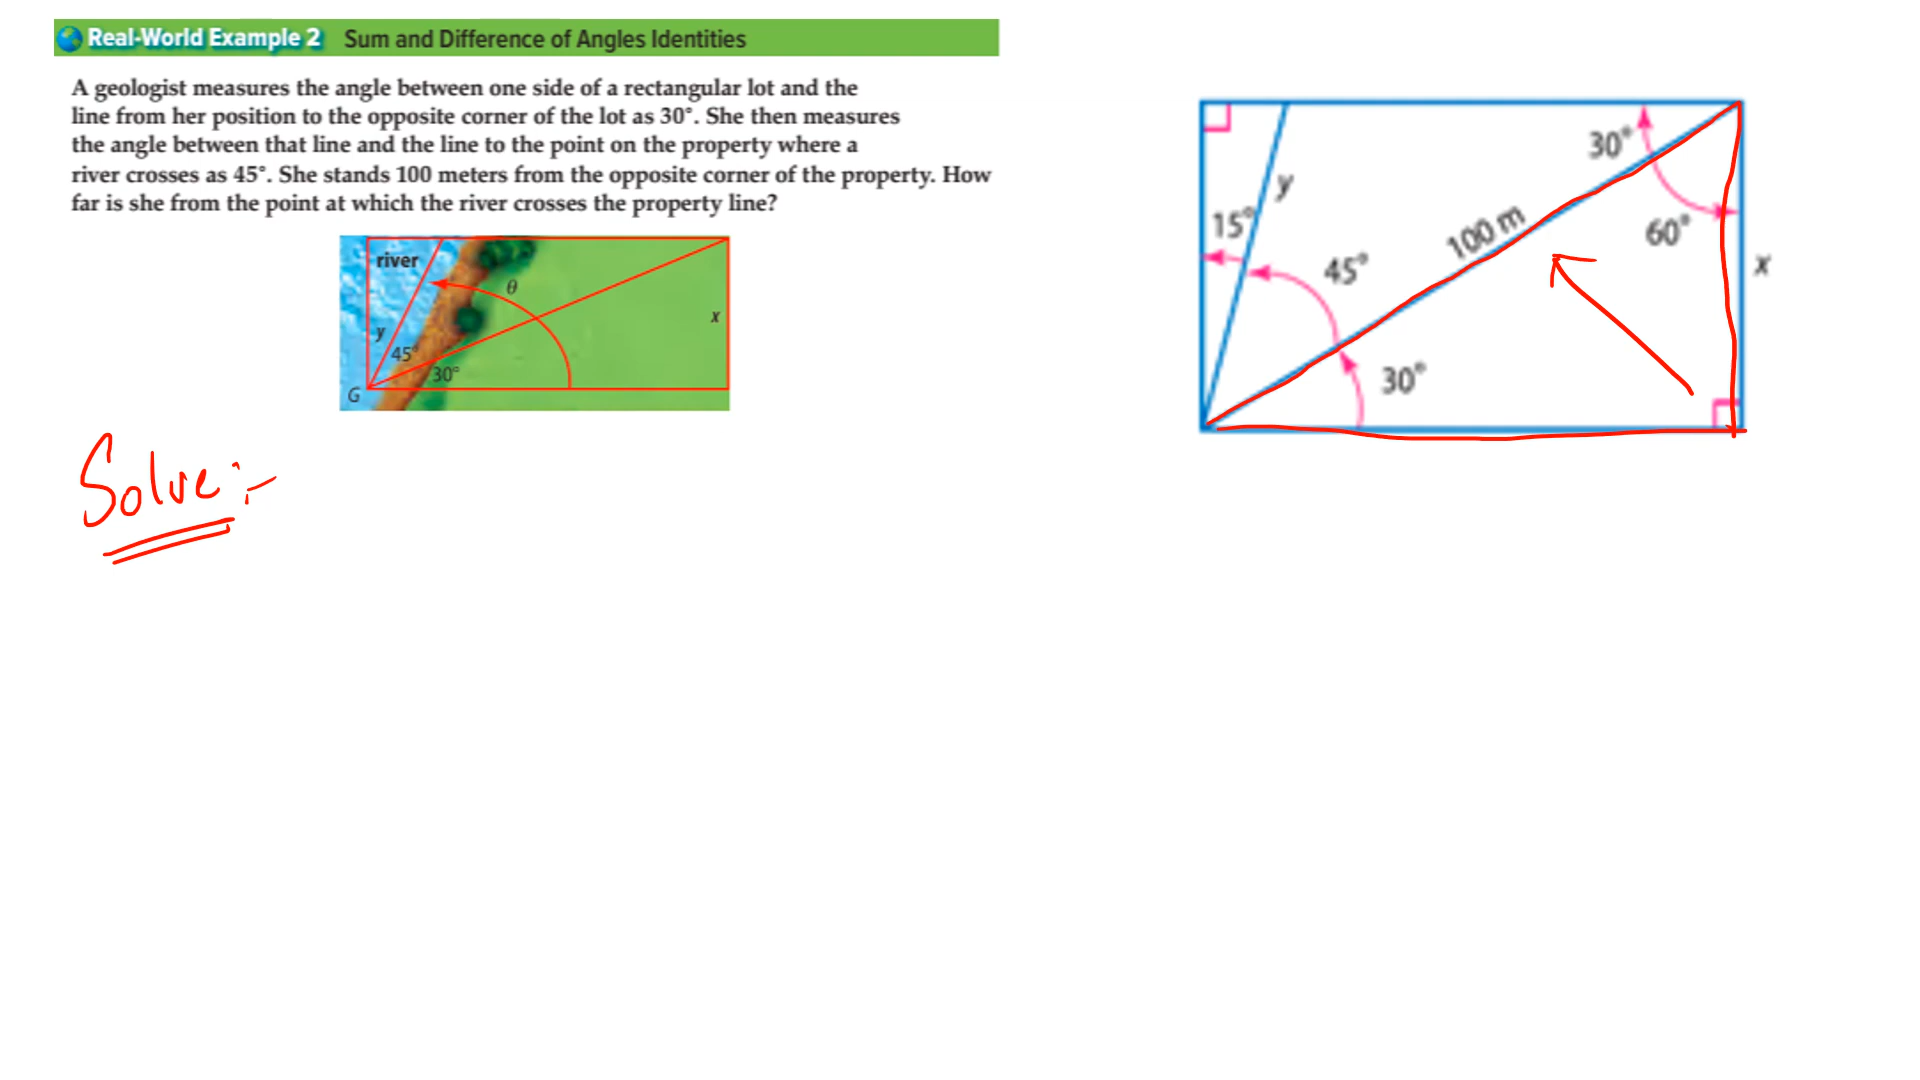 Real-World Example 2 Sum and Difference of Angles Identities
A geologist measures the angle between one side of a rectangular lot and the
line from her position to the opposite corner of the lot as 30°. She then measures
the angle between that line and the line to the point on the property where a
river crosses as 45°. She stands 100 meters from the opposite corner of the property. How
far is she from the point at which the river crosses the property line?
river
θ
x
y
45°
30°
G
30°
y
15°
100 m
60°
45°
x
30°
Solve:-